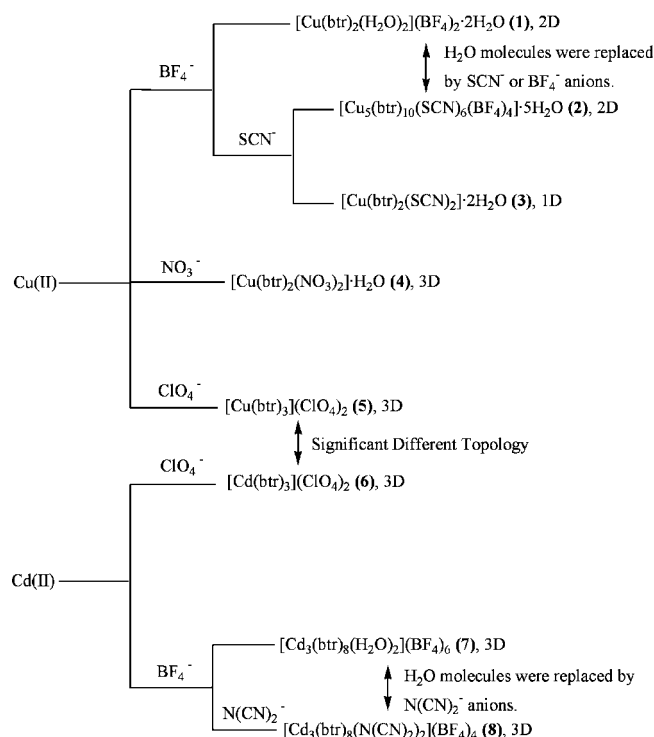 [Cu(btr)₂(H₂O)₂](BF₄)₂·2H₂O (1), 2D
BF₄⁻
H₂O molecules were replaced
by SCN⁻ or BF₄⁻ anions.
[Cu₅(btr)₁₀(SCN)₆(BF₄)₄]·5H₂O (2), 2D
SCN⁻
[Cu(btr)₂(SCN)₂]·2H₂O (3), 1D
Cu(II)
NO₃⁻
[Cu(btr)₂(NO₃)₂]·H₂O (4), 3D
ClO₄⁻
[Cu(btr)₃](ClO₄)₂ (5), 3D
Significant Different Topology
ClO₄⁻
[Cd(btr)₃](ClO₄)₂ (6), 3D
Cd(II)
[Cd₃(btr)₈(H₂O)₂](BF₄)₆ (7), 3D
BF₄⁻
H₂O molecules were replaced by
N(CN)₂⁻ anions.
N(CN)₂⁻
[Cd₃(btr)₈(N(CN)₂)₂](BF₄)₄ (8), 3D